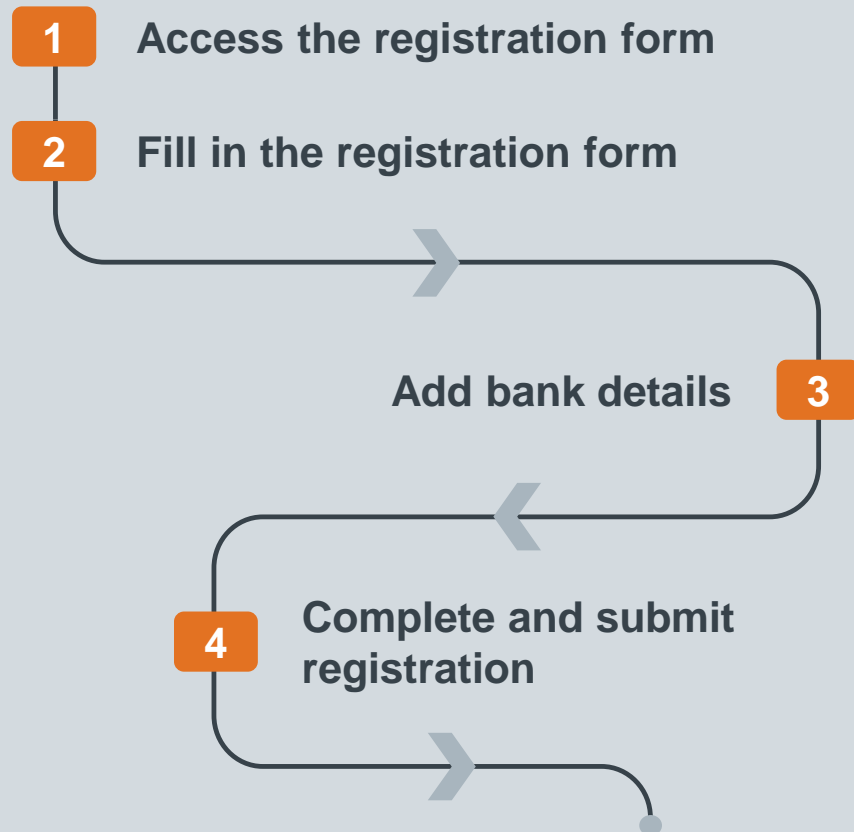 1 Access the registration form
2 Fill in the registration form
Add bank details 3
4 Complete and submit
registration